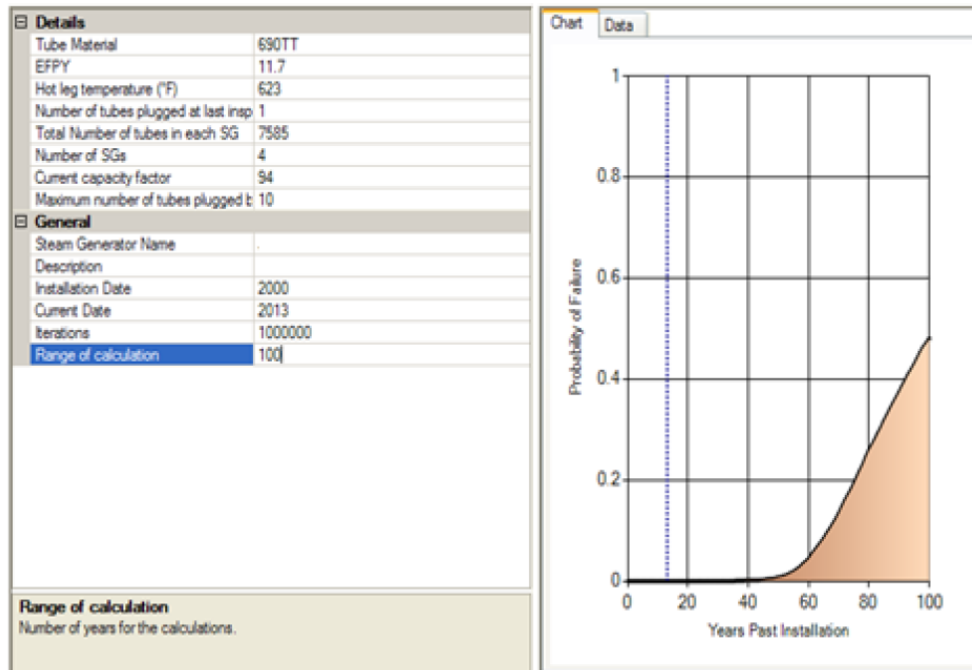 Details
Tube Material 690TT
EFPY 11.7
Hot leg temperature (°F) 623
Number of tubes plugged at last insp 1
Total Number of tubes in each SG 7585
Number of SGs 4
Current capacity factor 94
Maximum number of tubes plugged b 10
General
Steam Generator Name .
Description
Installation Date 2000
Current Date 2013
Iterations 1000000
Range of calculation 100
Range of calculation
Number of years for the calculations.
Chart Data
1
0.8
0.6
0.4
0.2
0
Probability of Failure
0 20 40 60 80 100
Years Past Installation